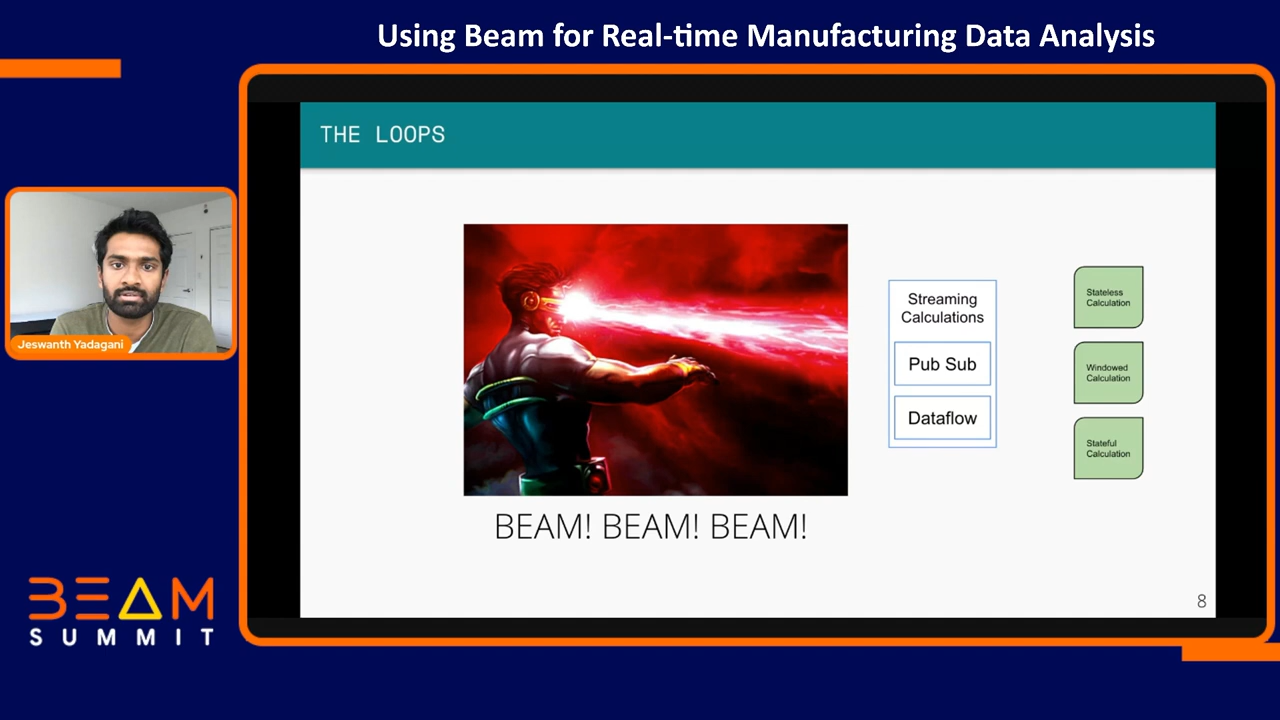 Using Beam for Real-time Manufacturing Data Analysis
THE LOOPS
Jeswanth Yadagani
Streaming
Calculations
Pub Sub
Dataflow
Stateless
Calculation
Windowed
Calculation
Stateful
Calculation
BEAM! BEAM! BEAM!
8
BEAM
SUMMIT